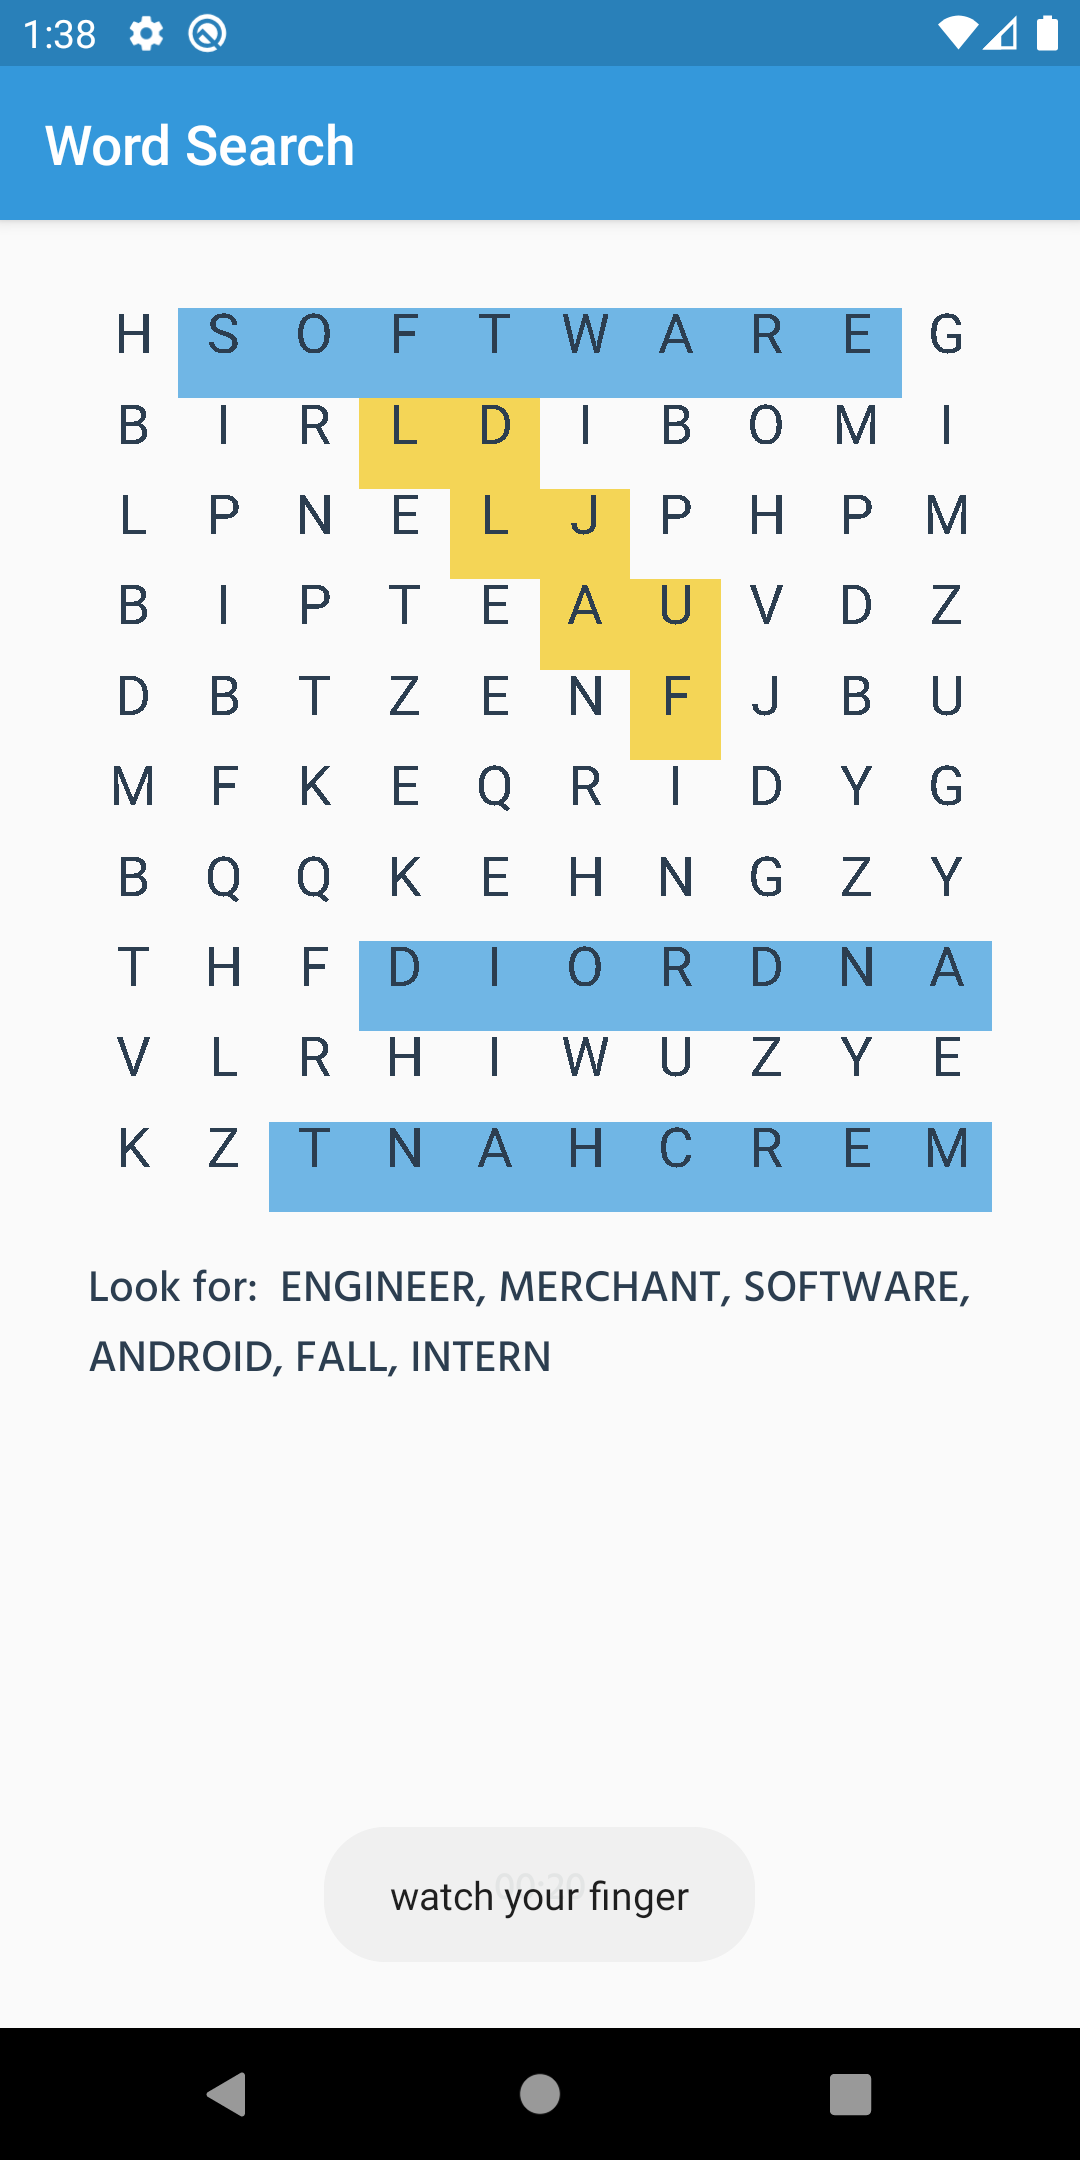 1:38
Word Search
H S O F T W A R E G
B I R L D I B O M I
L P N E L J P H P M
B I P T E A U V D Z
D B T Z E N F J B U
M F K E Q R I D Y G
B Q Q K E H N G Z Y
T H F D I O R D N A
V L R H I W U Z Y E
K Z T N A H C R E M
Look for: ENGINEER, MERCHANT, SOFTWARE,
ANDROID, FALL, INTERN
00:20
watch your finger